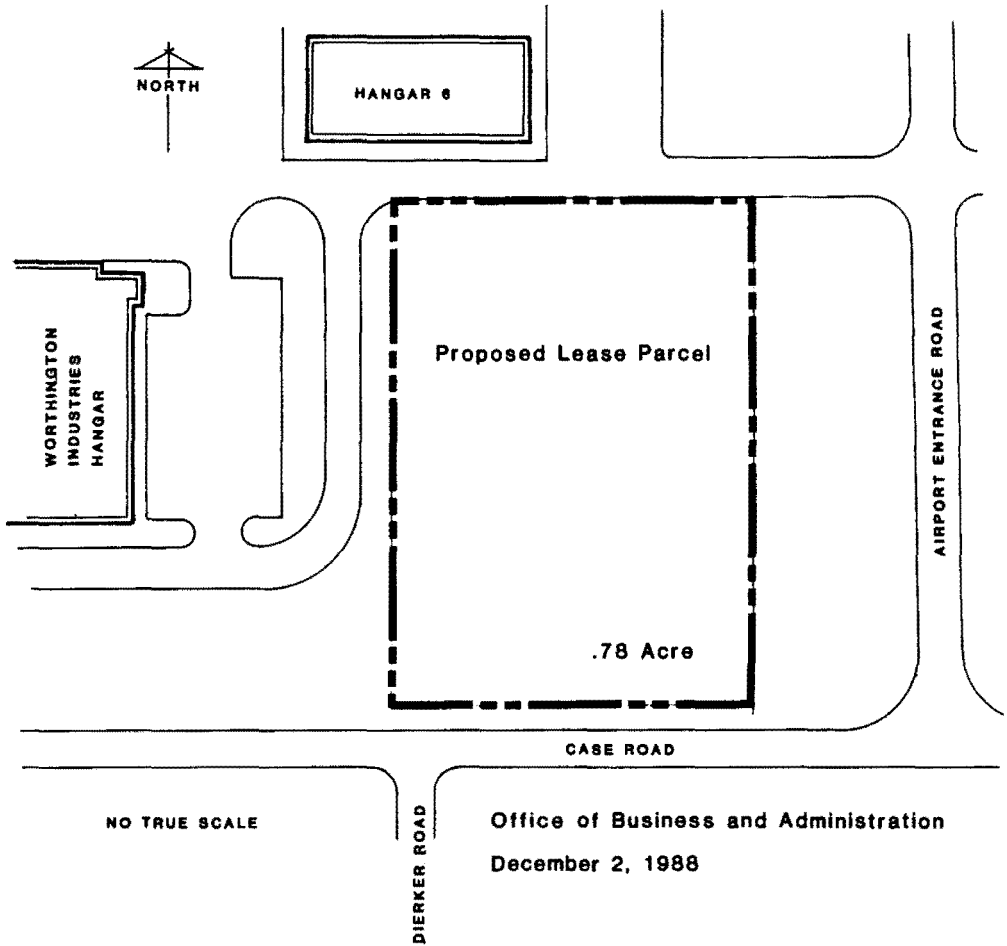 NORTH
HANGAR 6
WORTHINGTON
INDUSTRIES
HANGAR
Proposed Lease Parcel
AIRPORT ENTRANCE ROAD
.78 Acre
CASE ROAD
NO TRUE SCALE
DIERKER ROAD
Office of Business and Administration
December 2, 1988